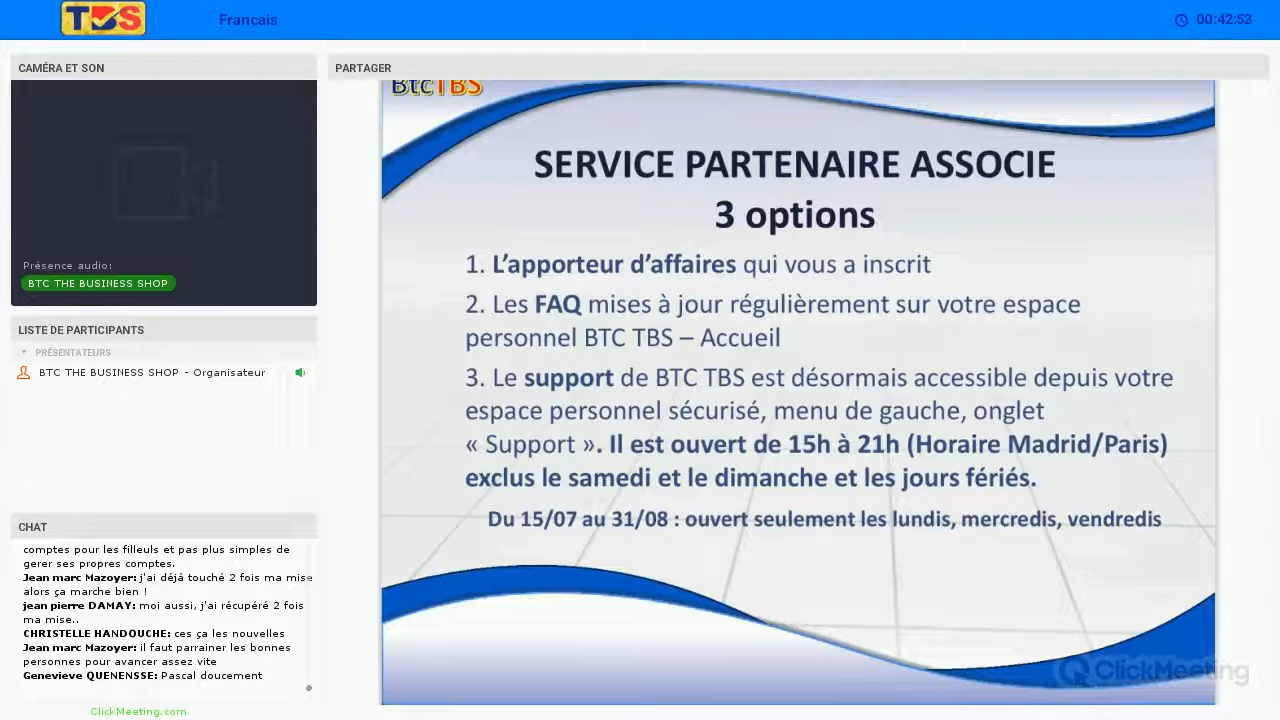 TBS
Francais
00:42:53
CAMÉRA ET SON
Présence audio:
BTC THE BUSINESS SHOP
LISTE DE PARTICIPANTS
PRÉSENTATEURS
BTC THE BUSINESS SHOP - Organisateur
CHAT
comptes pour les filleuls et pas plus simples de
gerer ses propres comptes.
Jean marc Mazoyer: j'ai déjà touché 2 fois ma mise
alors ça marche bien !
jean pierre DAMAY: moi aussi, j'ai récupéré 2 fois
ma mise..
CHRISTELLE HANDOUCHE: ces ça les nouvelles
Jean marc Mazoyer: il faut parrainer les bonnes
personnes pour avancer assez vite
Genevieve QUENENSSE: Pascal doucement
ClickMeeting.com
PARTAGER
BtcTBS
SERVICE PARTENAIRE ASSOCIE
3 options
1. L'apporteur d'affaires qui vous a inscrit
2. Les FAQ mises à jour régulièrement sur votre espace
personnel BTC TBS – Accueil
3. Le support de BTC TBS est désormais accessible depuis votre
espace personnel sécurisé, menu de gauche, onglet
« Support ». Il est ouvert de 15h à 21h (Horaire Madrid/Paris)
exclus le samedi et le dimanche et les jours fériés.
Du 15/07 au 31/08 : ouvert seulement les lundis, mercredis, vendredis
ClickMeeting